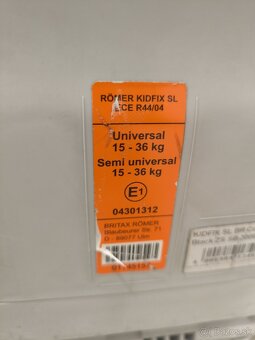 RÖMER KIDFIX SL
ECE R44/04
Universal
15 - 36 kg
Semi universal
15 - 36 kg
E1
04301312
BRITAX RÖMER
Blaubeurer Str. 71
D - 89077 Ulm
KIDFIX SL
Black